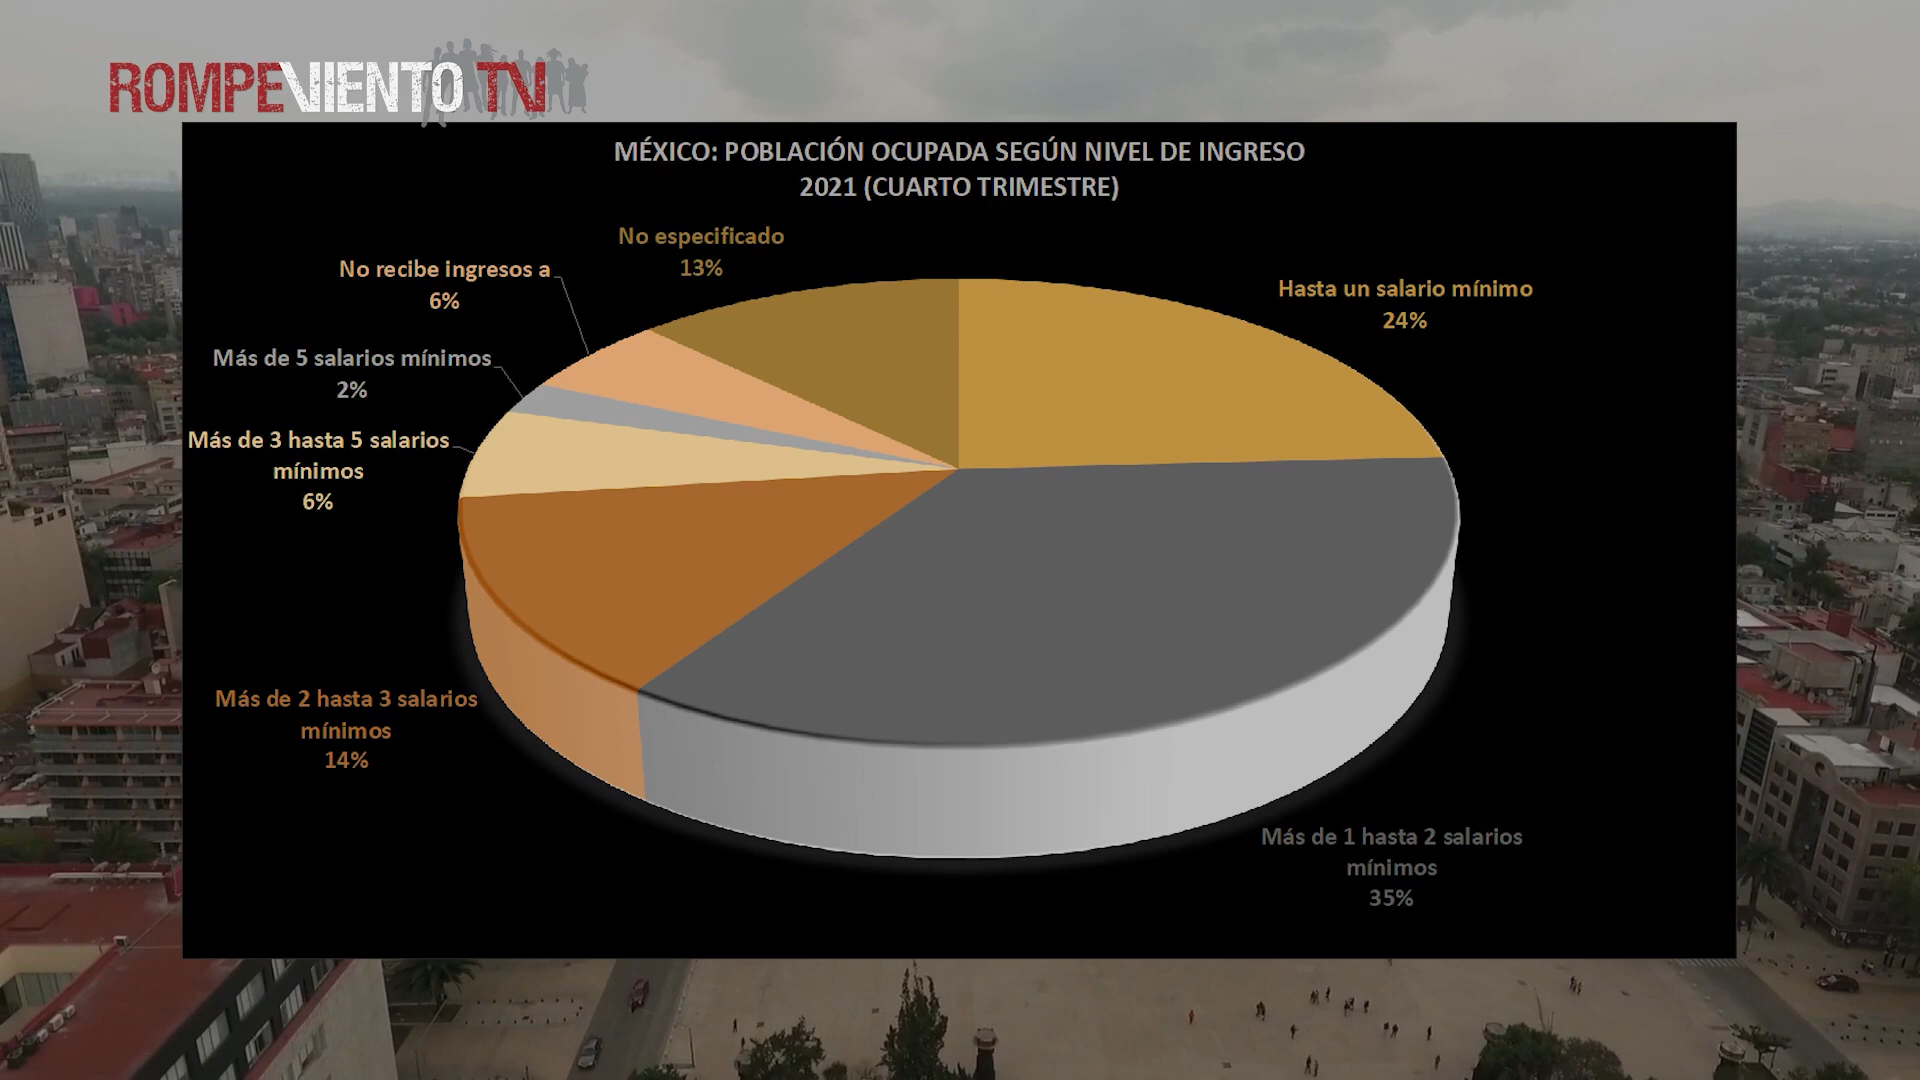 ROMPEVIENTO TV
MÉXICO: POBLACIÓN OCUPADA SEGÚN NIVEL DE INGRESO
2021 (CUARTO TRIMESTRE)
No especificado
13%
No recibe ingresos a
6%
Hasta un salario mínimo
24%
Más de 5 salarios mínimos
2%
Más de 3 hasta 5 salarios
mínimos
6%
Más de 2 hasta 3 salarios
mínimos
14%
Más de 1 hasta 2 salarios
mínimos
35%